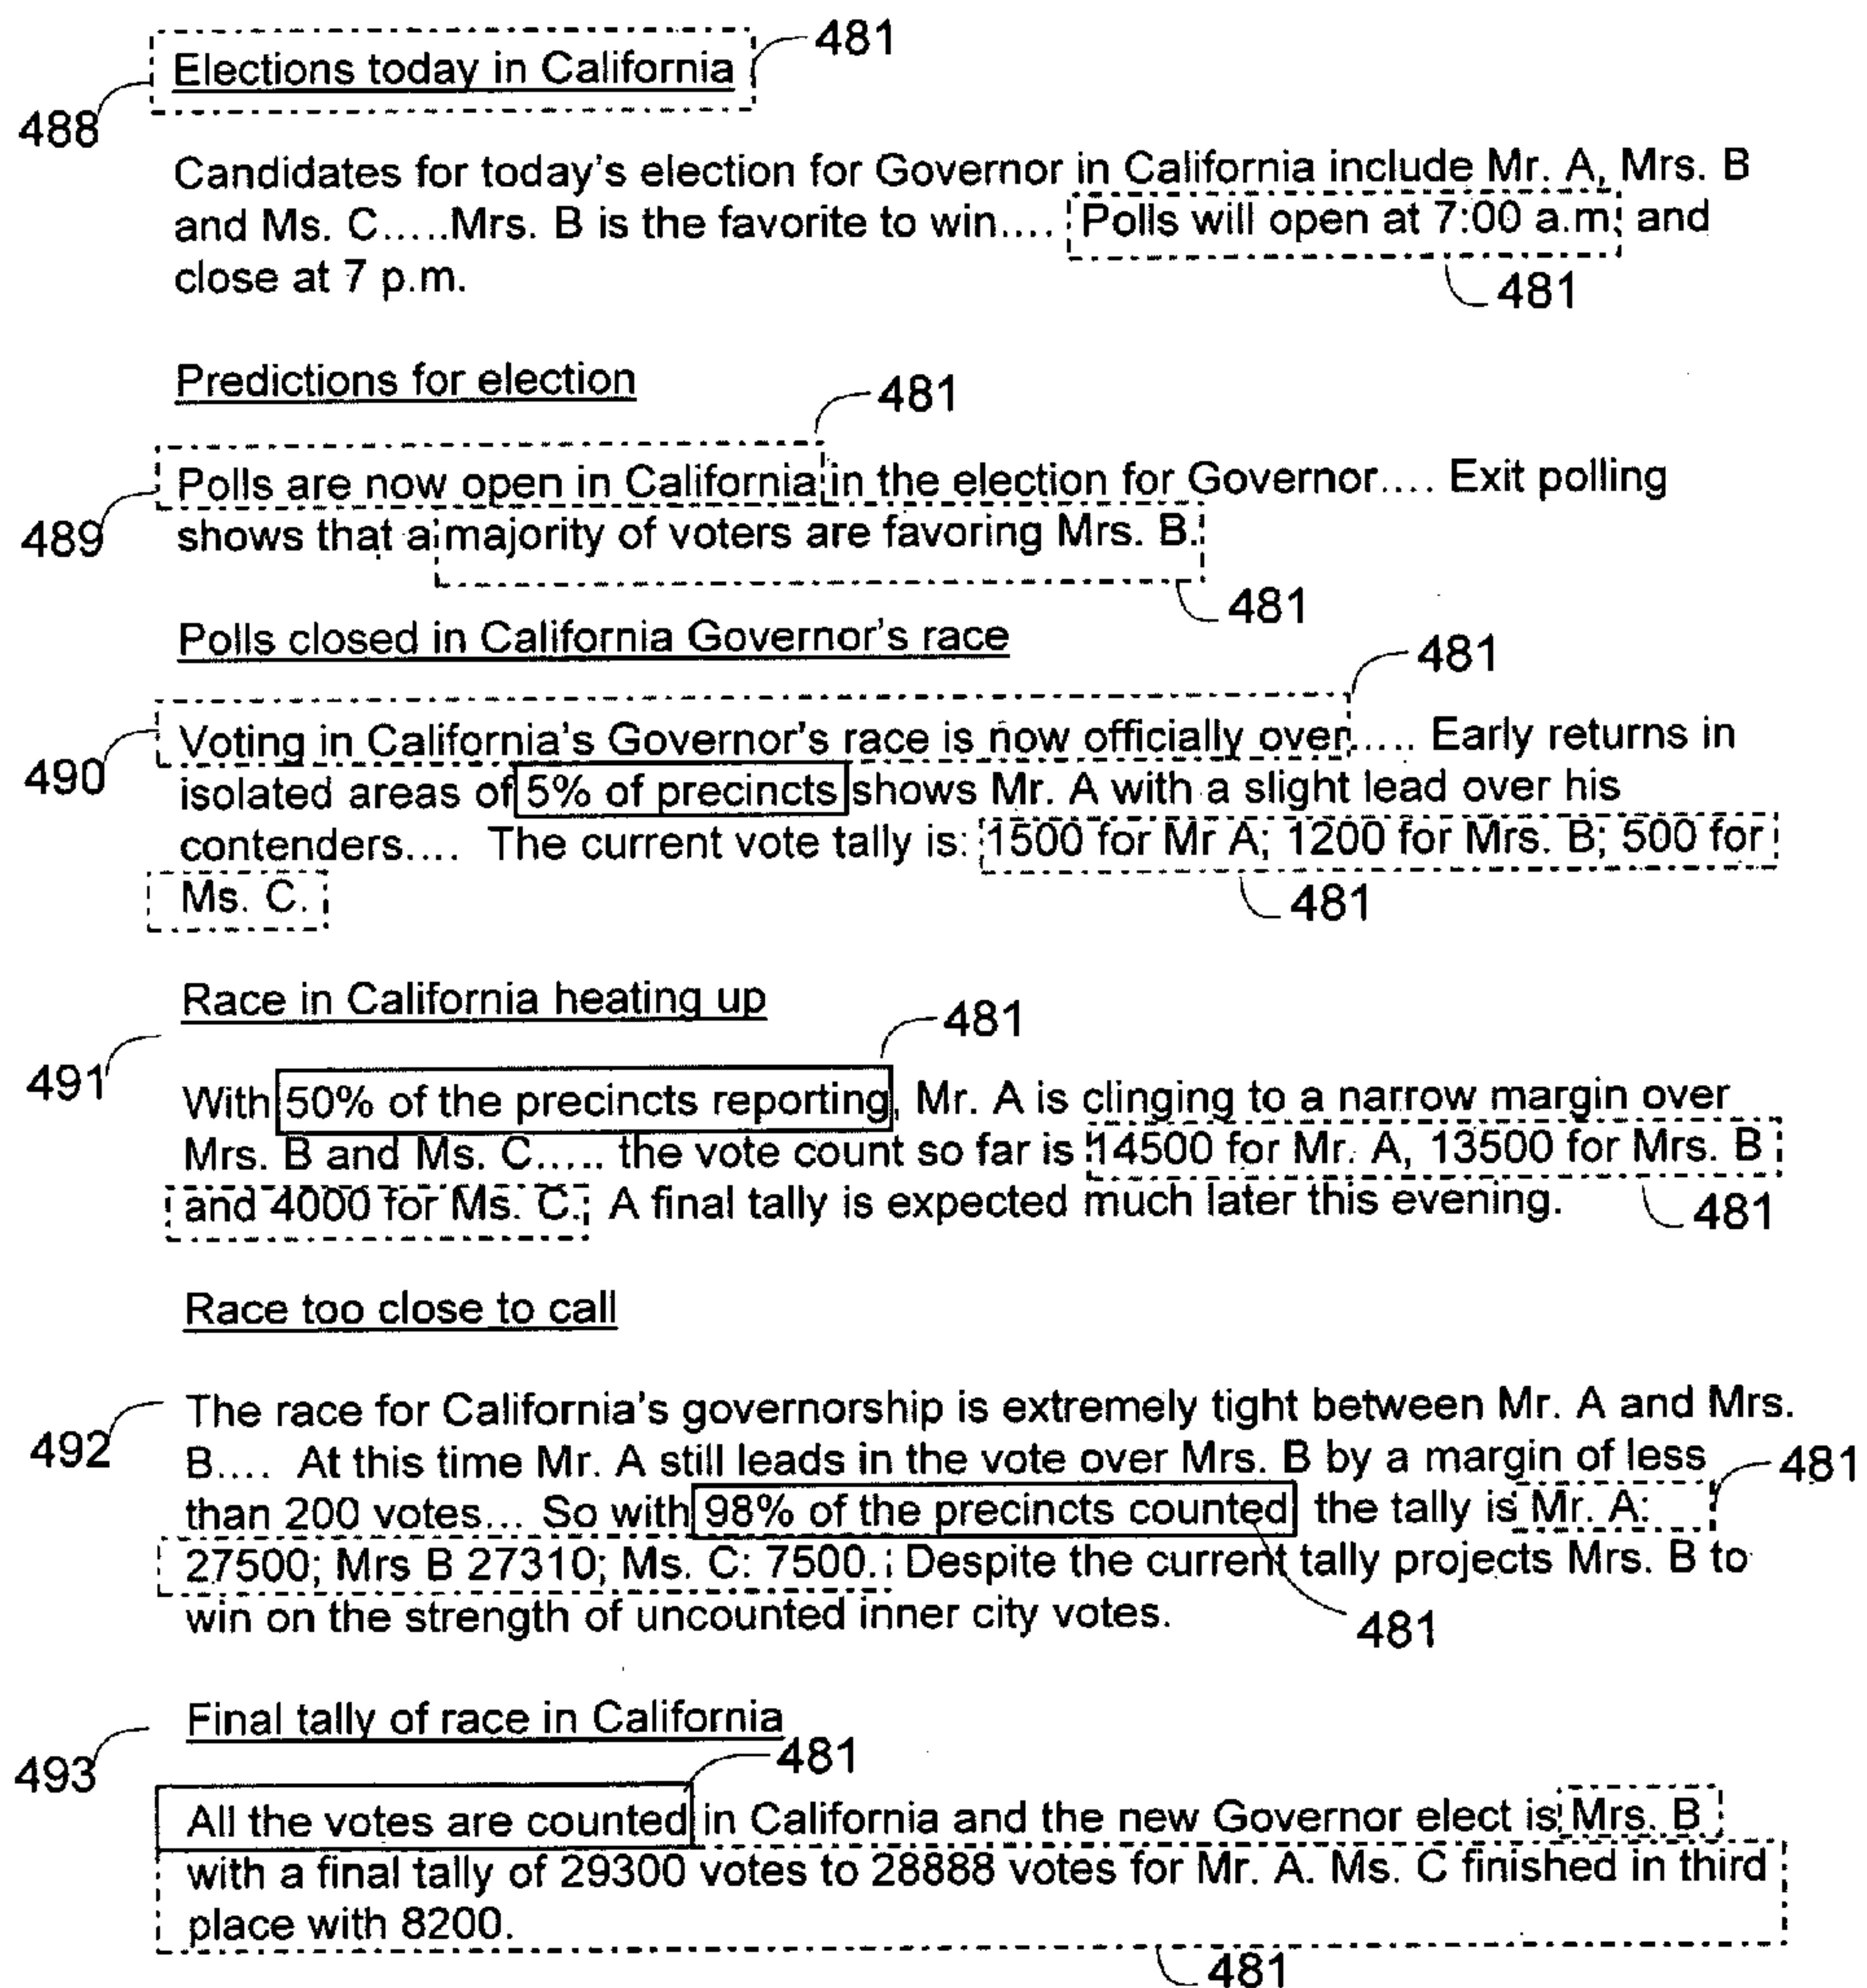 Elections today in California 481
488
Candidates for today's election for Governor in California include Mr. A, Mrs. B
and Ms. C.....Mrs. B is the favorite to win.... Polls will open at 7:00 a.m. and
close at 7 p.m. 481
Predictions for election 481
Polls are now open in California in the election for Governor.... Exit polling
489 shows that a majority of voters are favoring Mrs. B.
481
Polls closed in California Governor's race 481
Voting in California's Governor's race is now officially over..... Early returns in
490 isolated areas of 5% of precincts shows Mr. A with a slight lead over his
contenders.... The current vote tally is: 1500 for Mr A; 1200 for Mrs. B; 500 for
Ms. C. 481
Race in California heating up 481
491
With 50% of the precincts reporting, Mr. A is clinging to a narrow margin over
Mrs. B and Ms. C..... the vote count so far is 14500 for Mr. A, 13500 for Mrs. B
and 4000 for Ms. C. A final tally is expected much later this evening. 481
Race too close to call
The race for California's governorship is extremely tight between Mr. A and Mrs.
492 B.... At this time Mr. A still leads in the vote over Mrs. B by a margin of less 481
than 200 votes... So with 98% of the precincts counted the tally is Mr. A:
27500; Mrs B 27310; Ms. C: 7500. Despite the current tally projects Mrs. B to
win on the strength of uncounted inner city votes. 481
Final tally of race in California
493 481
All the votes are counted in California and the new Governor elect is Mrs. B
with a final tally of 29300 votes to 28888 votes for Mr. A. Ms. C finished in third
place with 8200.
481